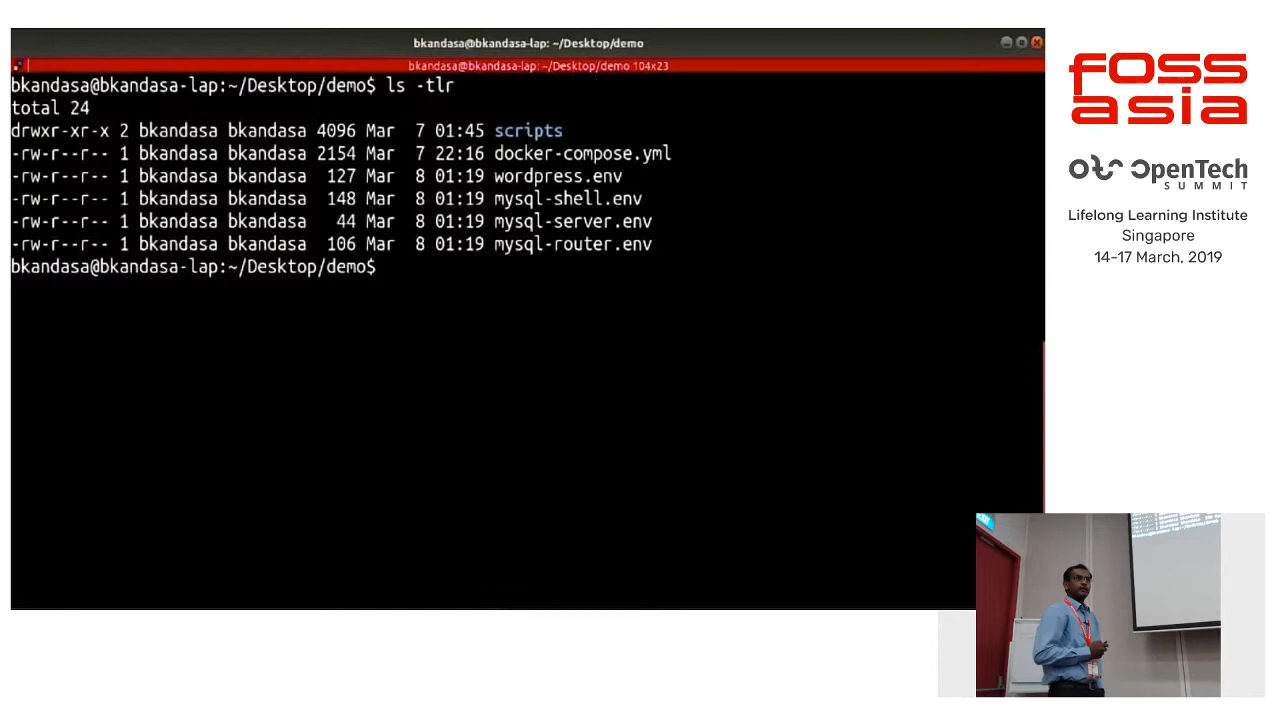 bkandasa@bkandasa-lap: ~/Desktop/demo
bkandasa@bkandasa-lap: ~/Desktop/demo 104x23
bkandasa@bkandasa-lap:~/Desktop/demo$ ls -tlr
total 24
drwxr-xr-x 2 bkandasa bkandasa 4096 Mar  7 01:45 scripts
-rw-r--r-- 1 bkandasa bkandasa 2154 Mar  7 22:16 docker-compose.yml
-rw-r--r-- 1 bkandasa bkandasa  127 Mar  8 01:19 wordpress.env
-rw-r--r-- 1 bkandasa bkandasa  148 Mar  8 01:19 mysql-shell.env
-rw-r--r-- 1 bkandasa bkandasa   44 Mar  8 01:19 mysql-server.env
-rw-r--r-- 1 bkandasa bkandasa  106 Mar  8 01:19 mysql-router.env
bkandasa@bkandasa-lap:~/Desktop/demo$
FOSS
asia
OpenTech
SUMMIT
Lifelong Learning Institute
Singapore
14-17 March, 2019